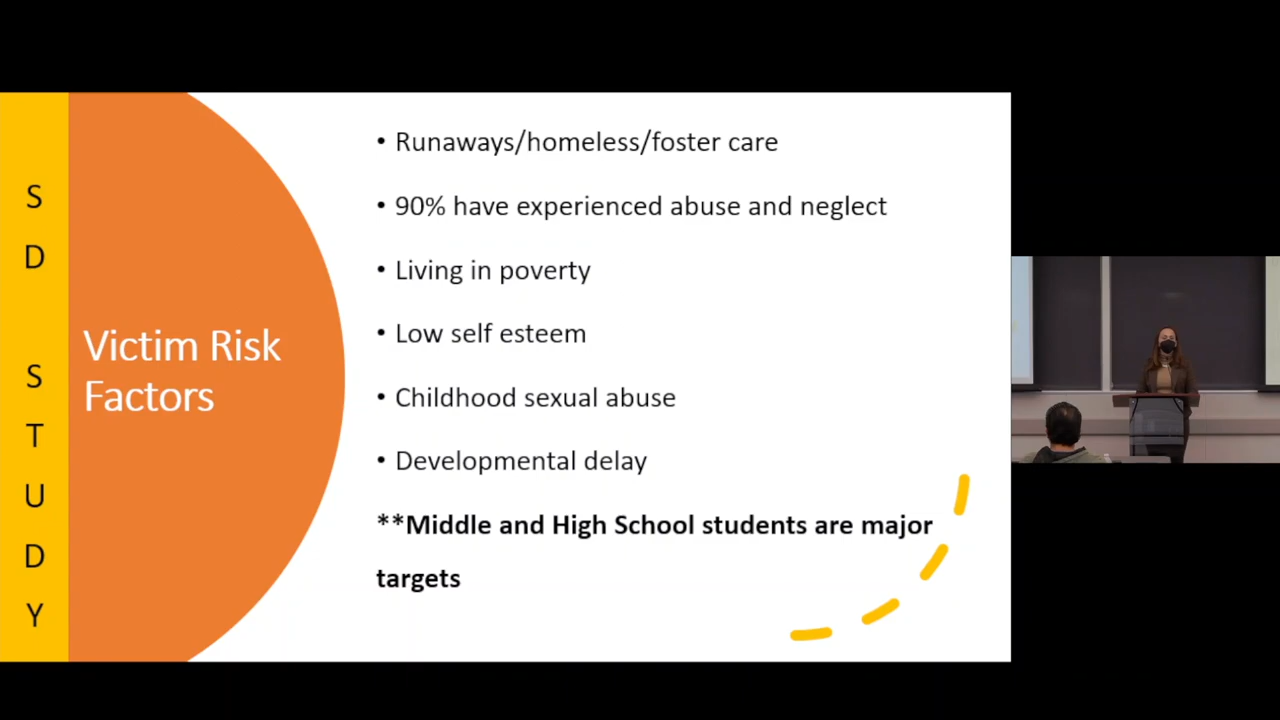 S
D
S
T
U
D
Y
Victim Risk
Factors
• Runaways/homeless/foster care
• 90% have experienced abuse and neglect
• Living in poverty
• Low self esteem
• Childhood sexual abuse
• Developmental delay
**Middle and High School students are major
targets